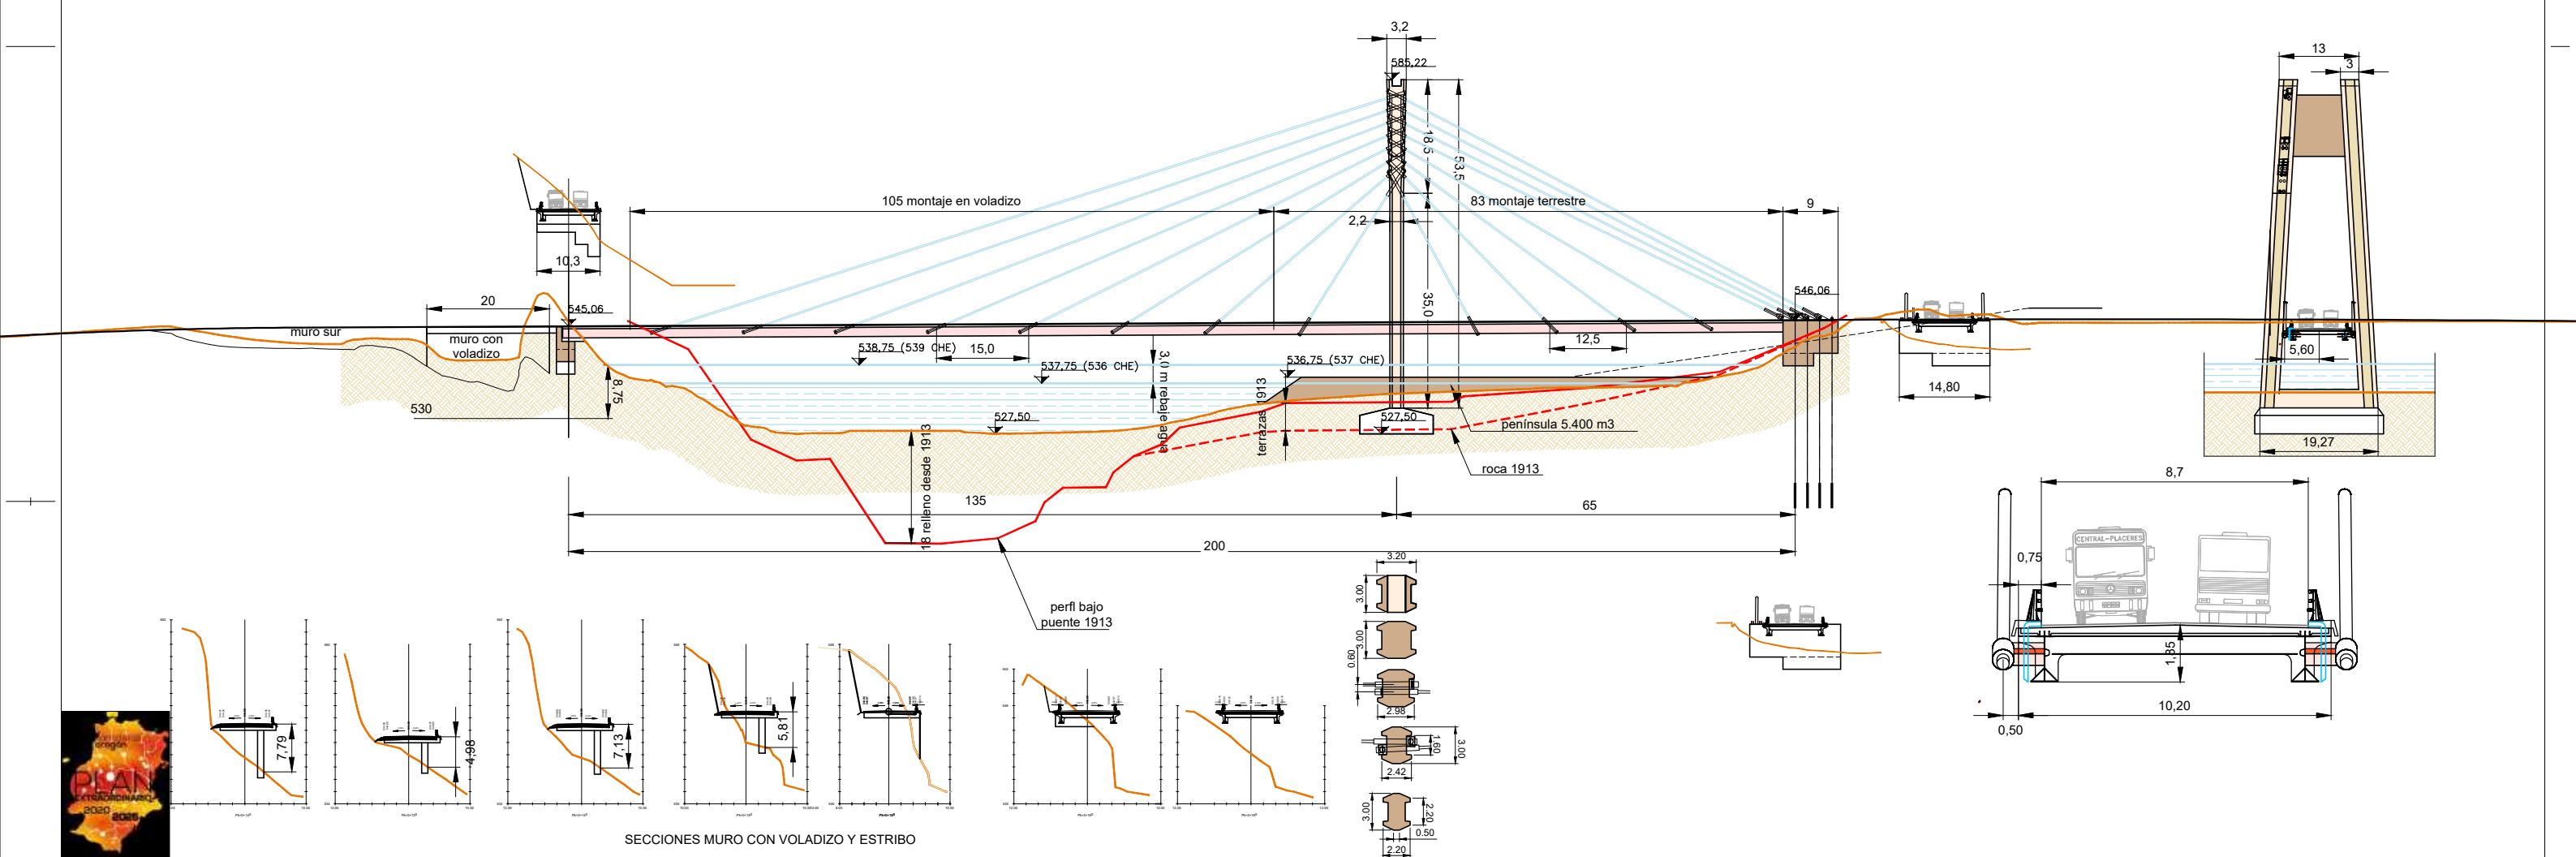 3,2
585,22
18,5
53,5
105 montaje en voladizo
83 montaje terrestre
9
2,2
10,3
20
545,06
546,06
35,0
muro sur
muro con
voladizo
538,75 (539 CHE)
15,0
537,75 (536 CHE)
3,0 m rebaje agua
536,75 (537 CHE)
12,5
8,75
530
527,50
terrazas 1913
527,50
península 5.400 m3
roca 1913
18 relleno desde 1913
135
65
200
perfl bajo
puente 1913
14,80
13
3
5,60
19,27
8,7
CENTRAL-PLACERES
0,75
1,85
10,20
0,50
7,79
4,98
7,13
5,81
SECCIONES MURO CON VOLADIZO Y ESTRIBO
3.20
3.00
3.00
0.60
2.98
1.60
3.00
2.42
3.00
2.20
0.50
2.20
aragón
PLAN
EXTRAORDINARIO
2020
2025